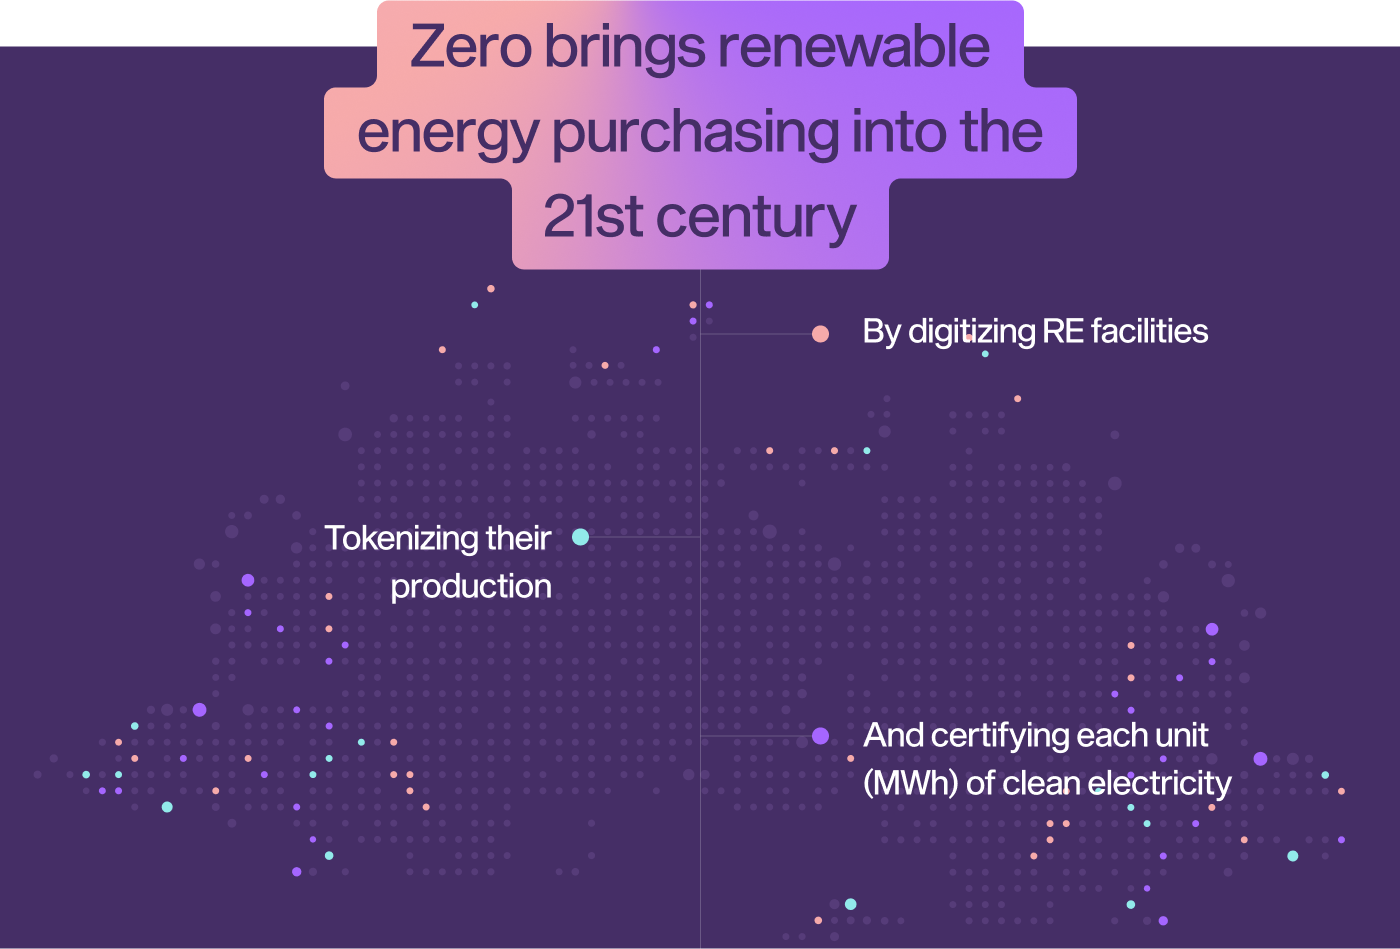 Zero brings renewable
energy purchasing into the
21st century
By digitizing RE facilities
Tokenizing their
production
And certifying each unit
(MWh) of clean electricity